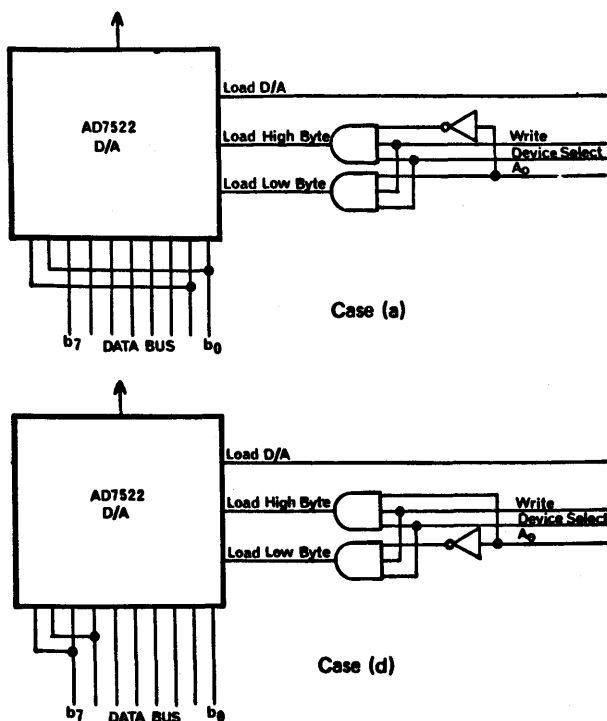 Load D/A
AD7522
D/A
Load High Byte
Write
Device Select
A0
Load Low Byte
Case (a)
b7 DATA BUS b0
Load D/A
AD7522
D/A
Load High Byte
Write
Device Select
A0
Load Low Byte
Case (d)
b7 DATA BUS b0